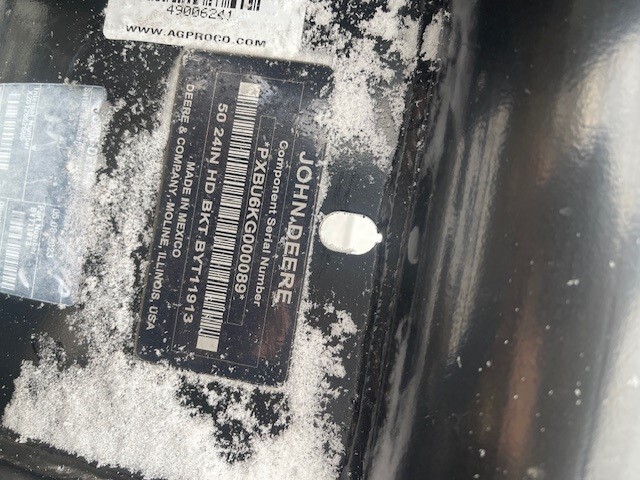 49006241
WWW.AGPROCO.COM
JOHN DEERE
Component Serial Number
*PXBU6KG000089*
50 24IN HD BKT BYT11913
MADE IN MEXICO
DEERE & COMPANY, MOLINE, ILLINOIS, USA